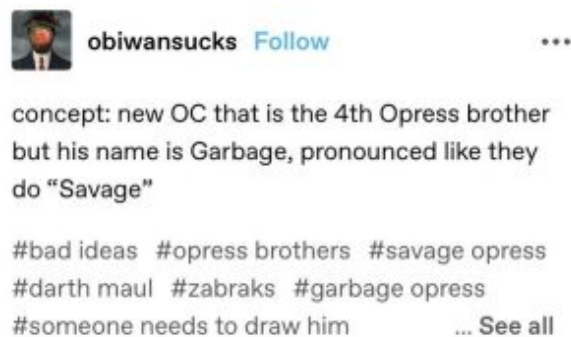 obiwansucks Follow ...
concept: new OC that is the 4th Opress brother
but his name is Garbage, pronounced like they
do “Savage”
#bad ideas #opress brothers #savage opress
#darth maul #zabraks #garbage opress
#someone needs to draw him ... See all